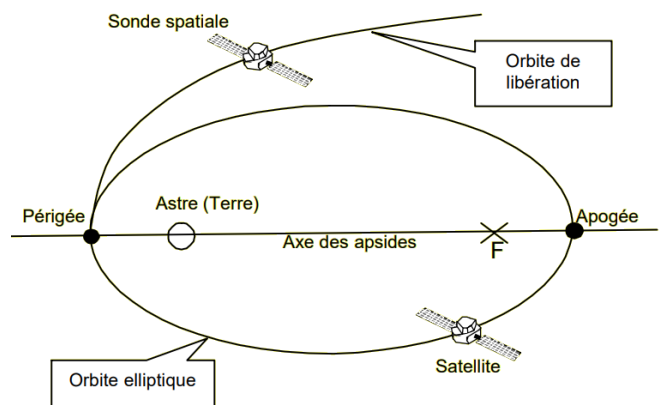 Sonde spatiale
Orbite de
libération
Périgée
Astre (Terre)
Apogée
Axe des apsides
F
Satellite
Orbite elliptique